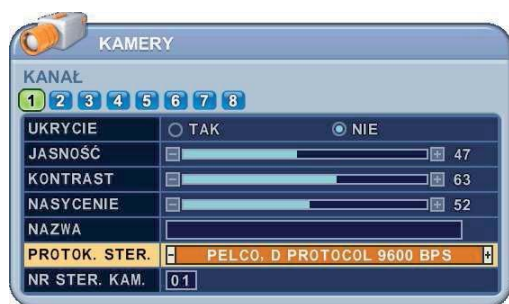 KAMERY
KANAŁ
1 2 3 4 5 6 7 8
UKRYCIE TAK NIE
JASNOŚĆ - + 47
KONTRAST - + 63
NASYCENIE - + 52
NAZWA
PROTOK. STER. - PELCO, D PROTOCOL 9600 BPS +
NR STER. KAM. 01